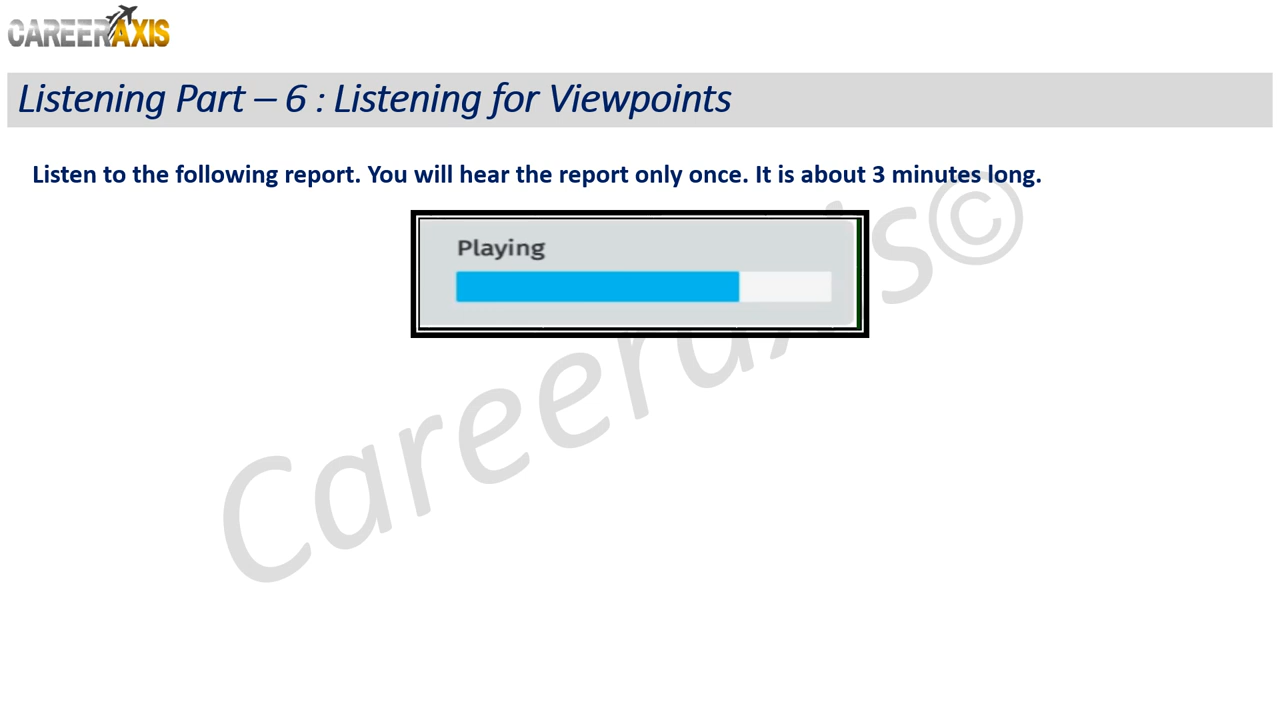 CAREERAXIS
Listening Part – 6 : Listening for Viewpoints
Listen to the following report. You will hear the report only once. It is about 3 minutes long.
Playing
Careeraxis©